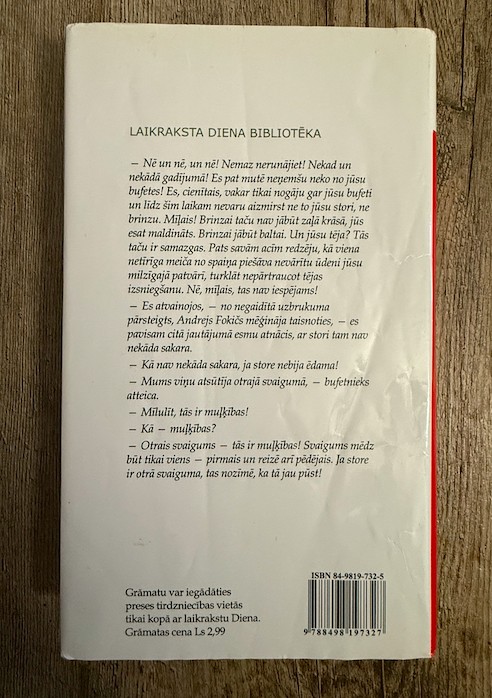 LAIKRAKSTA DIENA BIBLIOTĒKA
— Nē un nē, un nē! Nemaz nerunājiet! Nekad un
nekādā gadījumā! Es pat mutē neņemšu neko no jūsu
bufetes! Es, cienītais, vakar tikai nogāju gar jūsu bufeti
un līdz šim laikam nevaru aizmirst ne to jūsu stori, ne
brinzu. Mīļais! Brinzai taču nav jābūt zaļā krāsā, jūs
esat maldināts. Brinzai jābūt baltai. Un jūsu tēja? Tās
taču ir samazgas. Pats savām acīm redzēju, kā viena
netīrīga meiča no spaiņa piešāva nevārītu ūdeni jūsu
milzīgajā patvārī, turklāt nepārtraucot tējas
izsniegšanu. Nē, mīļais, tas nav iespējams!
— Es atvainojos, — no negaidītā uzbrukuma
pārsteigts, Andrejs Fokičs mēģināja taisnoties, — es
pavisam citā jautājumā esmu atnācis, ar stori tam nav
nekāda sakara.
— Kā nav nekāda sakara, ja store nebija ēdama!
— Mums viņu atsūtīja otrajā svaigumā, — bufetnieks
atteica.
— Mīlulīt, tās ir muļķības!
— Kā — muļķības?
— Otrais svaigums — tās ir muļķības! Svaigums mēdz
būt tikai viens — pirmais un reizē arī pēdējais. Ja store
ir otrā svaiguma, tas nozīmē, ka tā jau pūst!
Grāmatu var iegādāties
preses tirdzniecības vietās
tikai kopā ar laikrakstu Diena.
Grāmatas cena Ls 2,99
ISBN 84-9819-732-5
9 788498 197327